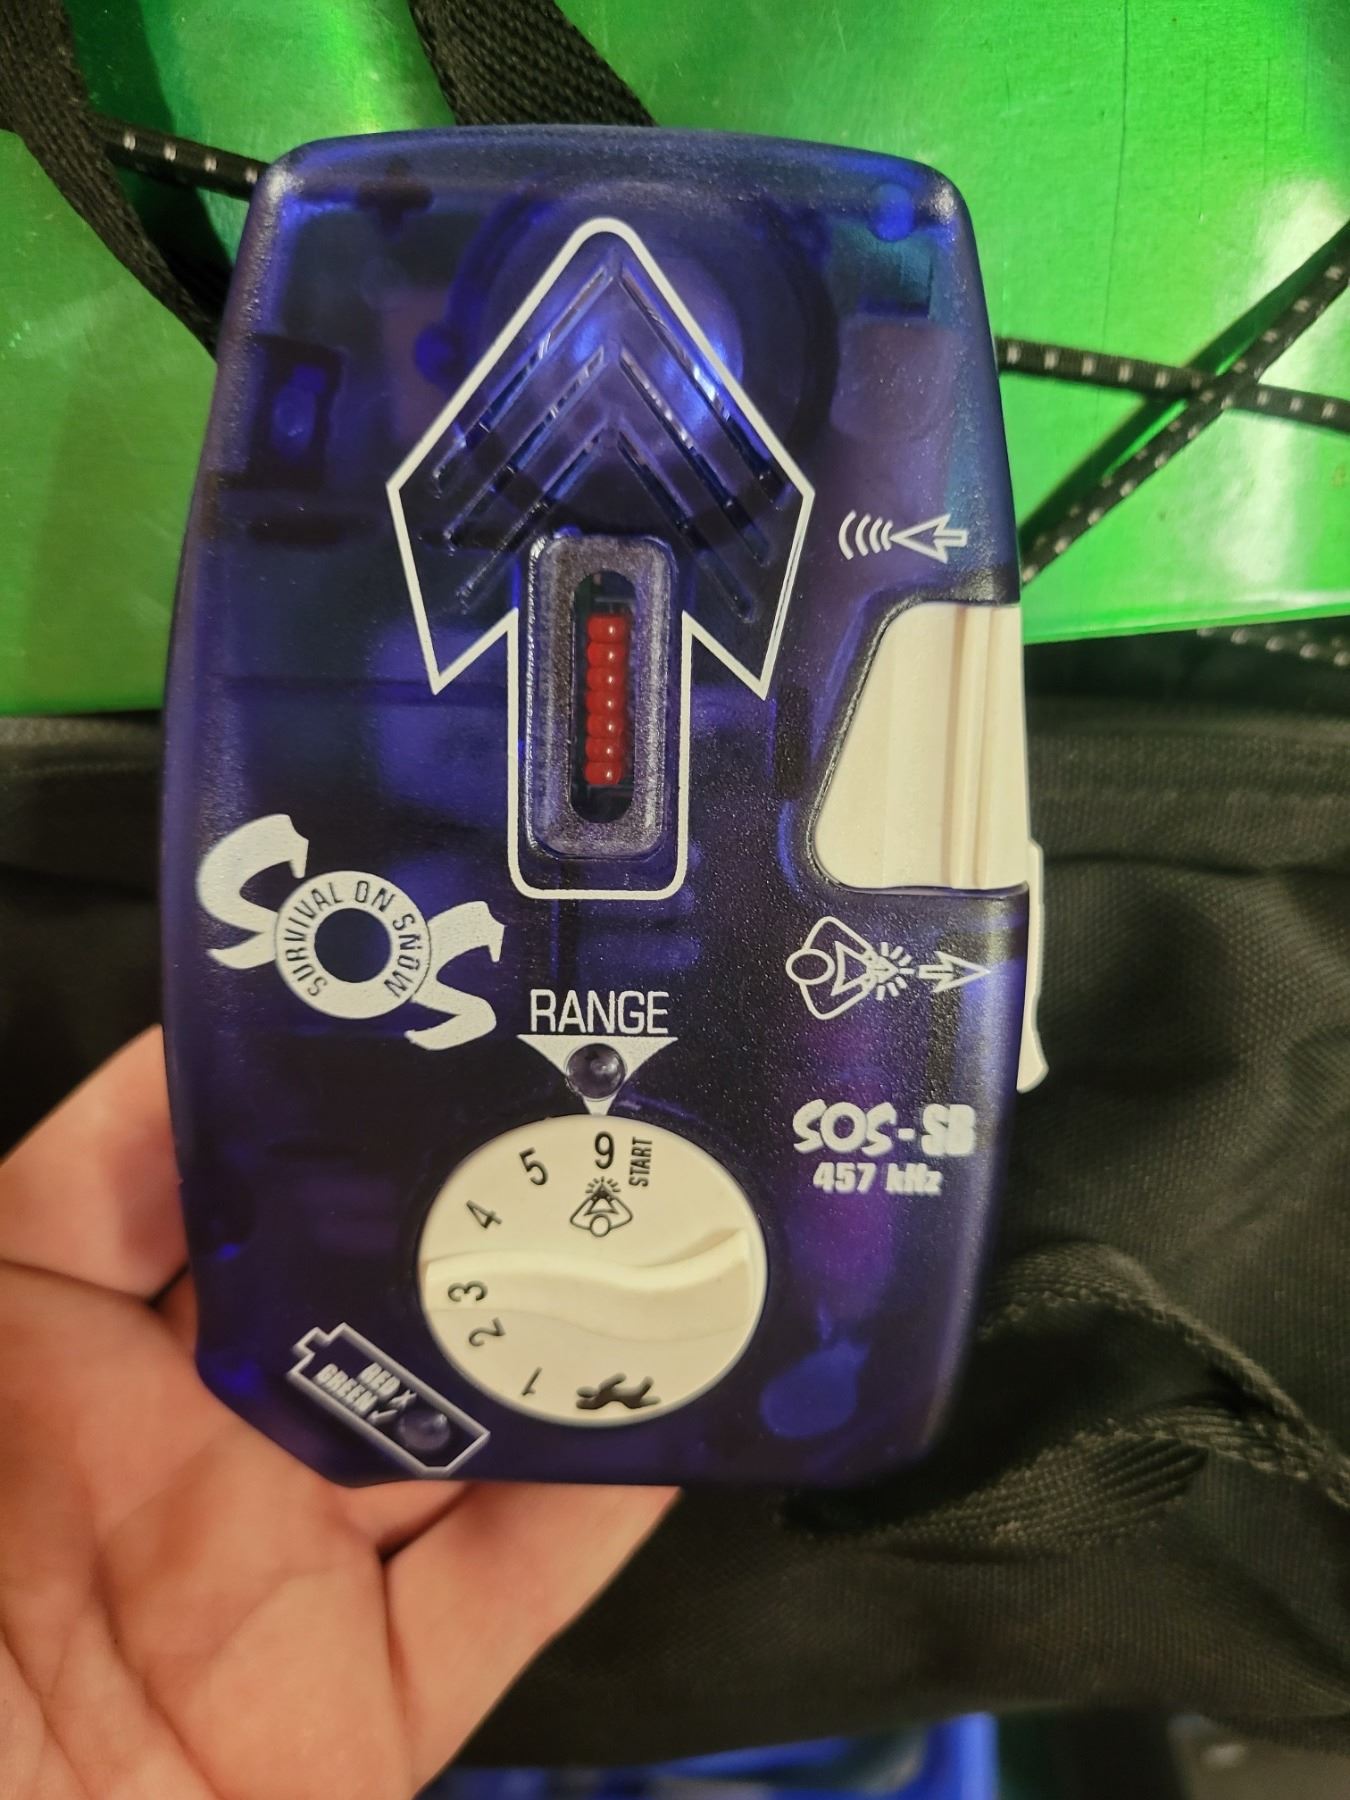 SOS
SURVIVAL ON SNOW
RANGE
SOS-SB
457 kHz
9
START
5
4
3
2
1
RED X
GREEN ✓